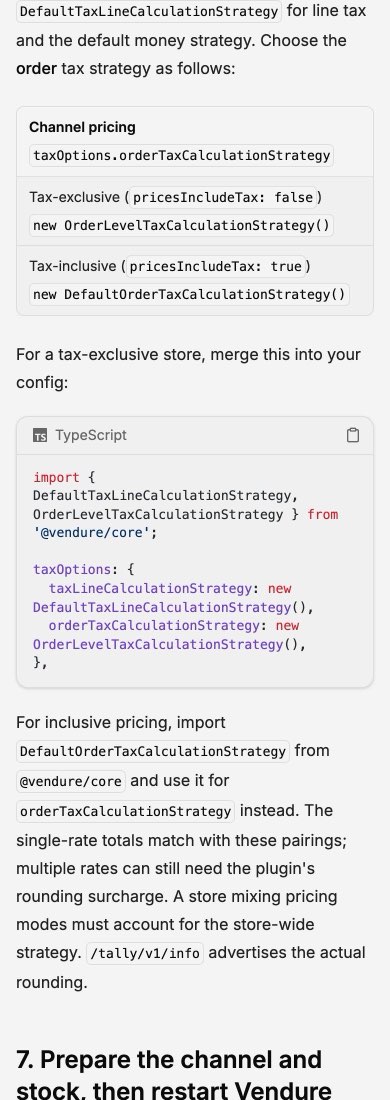 DefaultTaxLineCalculationStrategy for line tax
and the default money strategy. Choose the
order tax strategy as follows:
Channel pricing
taxOptions.orderTaxCalculationStrategy
Tax-exclusive ( pricesIncludeTax: false )
new OrderLevelTaxCalculationStrategy()
Tax-inclusive ( pricesIncludeTax: true )
new DefaultOrderTaxCalculationStrategy()
For a tax-exclusive store, merge this into your
config:
TS TypeScript
import {
DefaultTaxLineCalculationStrategy,
OrderLevelTaxCalculationStrategy } from
'@vendure/core';
taxOptions: {
  taxLineCalculationStrategy: new
DefaultTaxLineCalculationStrategy(),
  orderTaxCalculationStrategy: new
OrderLevelTaxCalculationStrategy(),
},
For inclusive pricing, import
DefaultOrderTaxCalculationStrategy from
@vendure/core and use it for
orderTaxCalculationStrategy instead. The
single-rate totals match with these pairings;
multiple rates can still need the plugin's
rounding surcharge. A store mixing pricing
modes must account for the store-wide
strategy. /tally/v1/info advertises the actual
rounding.
7. Prepare the channel and
stock, then restart Vendure